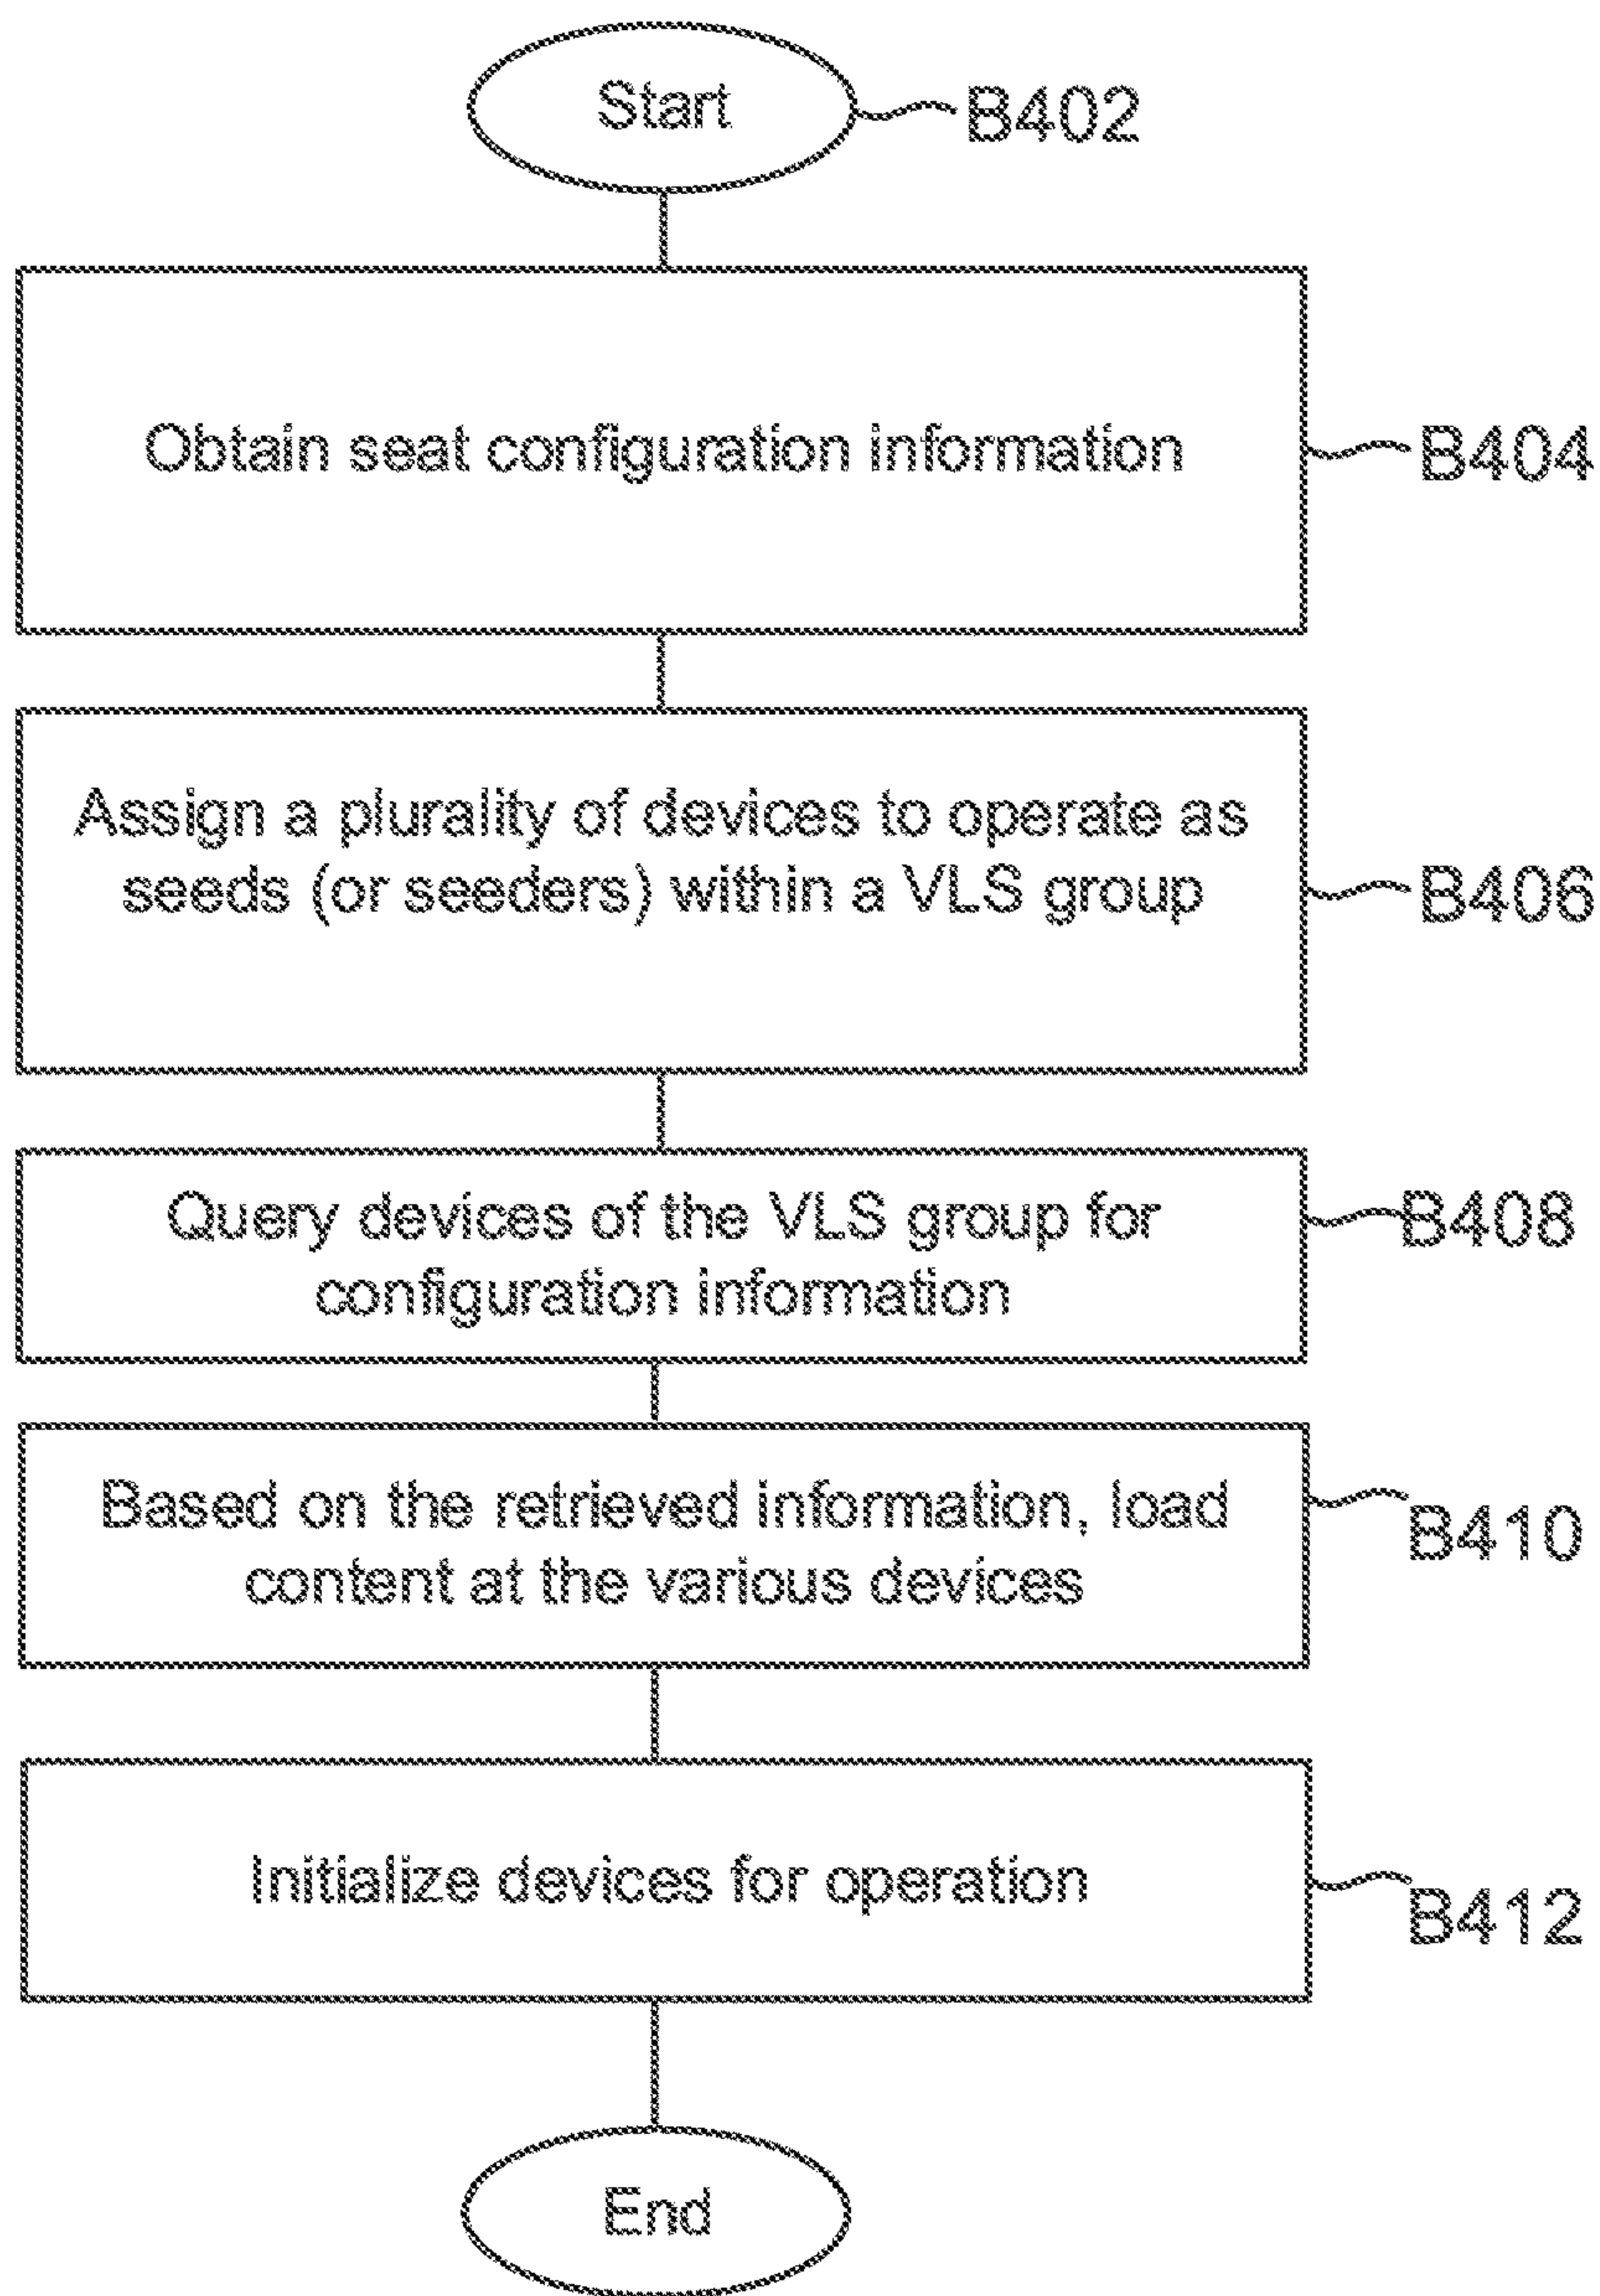 Start
B402
Obtain seat configuration information
B404
Assign a plurality of devices to operate as
seeds (or seeders) within a VLS group
B406
Query devices of the VLS group for
configuration information
B408
Based on the retrieved information, load
content at the various devices
B410
Initialize devices for operation
B412
End